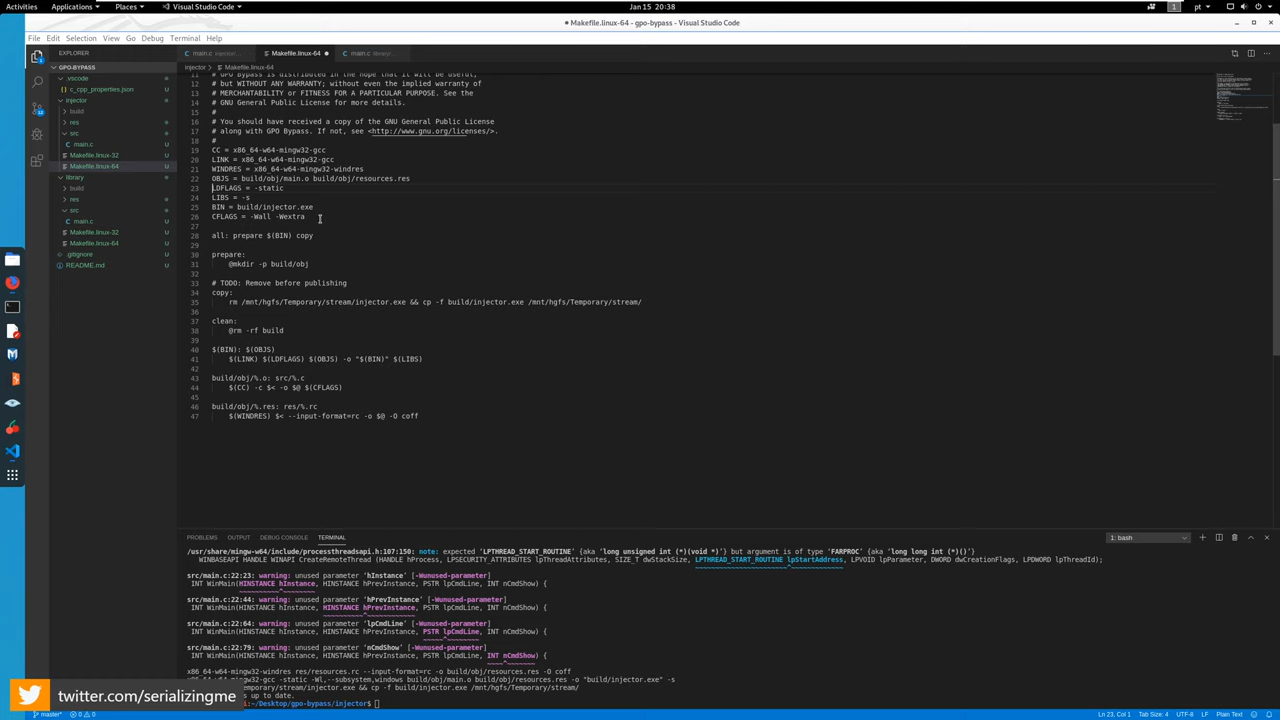 Activities Applications Places Visual Studio Code Jan 15 20:38 1 pt
● Makefile.linux-64 - gpo-bypass - Visual Studio Code
File Edit Selection View Go Debug Terminal Help
EXPLORER main.c injector/src Makefile.linux-64 ● main.c library/src
GPO-BYPASS injector > Makefile.linux-64
.vscode
c_cpp_properties.json
injector
build
res
src
main.c U
Makefile.linux-32 U
Makefile.linux-64 U
library
build
res
src
main.c U
Makefile.linux-32 U
Makefile.linux-64 U
.gitignore U
README.md U
11 # GPO Bypass is distributed in the hope that it will be useful,
12 # but WITHOUT ANY WARRANTY; without even the implied warranty of
13 # MERCHANTABILITY or FITNESS FOR A PARTICULAR PURPOSE. See the
14 # GNU General Public License for more details.
15 #
16 # You should have received a copy of the GNU General Public License
17 # along with GPO Bypass. If not, see <http://www.gnu.org/licenses/>.
18 #
19 CC = x86_64-w64-mingw32-gcc
20 LINK = x86_64-w64-mingw32-gcc
21 WINDRES = x86_64-w64-mingw32-windres
22 OBJS = build/obj/main.o build/obj/resources.res
23 LDFLAGS = -static
24 LIBS = -s
25 BIN = build/injector.exe
26 CFLAGS = -Wall -Wextra
27
28 all: prepare $(BIN) copy
29
30 prepare:
31 @mkdir -p build/obj
32
33 # TODO: Remove before publishing
34 copy:
35 rm /mnt/hgfs/Temporary/stream/injector.exe && cp -f build/injector.exe /mnt/hgfs/Temporary/stream/
36
37 clean:
38 @rm -rf build
39
40 $(BIN): $(OBJS)
41 $(LINK) $(LDFLAGS) $(OBJS) -o "$(BIN)" $(LIBS)
42
43 build/obj/%.o: src/%.c
44 $(CC) -c $< -o $@ $(CFLAGS)
45
46 build/obj/%.res: res/%.rc
47 $(WINDRES) $< --input-format=rc -o $@ -O coff
PROBLEMS OUTPUT DEBUG CONSOLE TERMINAL 1: bash
/usr/share/mingw-w64/include/processthreadsapi.h:107:150: note: expected 'LPTHREAD_START_ROUTINE' {aka 'long unsigned int (*)(void *)'} but argument is of type 'FARPROC' {aka 'long long int (*)()'}
WINBASEAPI HANDLE WINAPI CreateRemoteThread (HANDLE hProcess, LPSECURITY_ATTRIBUTES lpThreadAttributes, SIZE_T dwStackSize, LPTHREAD_START_ROUTINE lpStartAddress, LPVOID lpParameter, DWORD dwCreationFlags, LPDWORD lpThreadId);
src/main.c:22:23: warning: unused parameter 'hInstance' [-Wunused-parameter]
INT WinMain(HINSTANCE hInstance, HINSTANCE hPrevInstance, PSTR lpCmdLine, INT nCmdShow) {
src/main.c:22:44: warning: unused parameter 'hPrevInstance' [-Wunused-parameter]
INT WinMain(HINSTANCE hInstance, HINSTANCE hPrevInstance, PSTR lpCmdLine, INT nCmdShow) {
src/main.c:22:64: warning: unused parameter 'lpCmdLine' [-Wunused-parameter]
INT WinMain(HINSTANCE hInstance, HINSTANCE hPrevInstance, PSTR lpCmdLine, INT nCmdShow) {
src/main.c:22:79: warning: unused parameter 'nCmdShow' [-Wunused-parameter]
INT WinMain(HINSTANCE hInstance, HINSTANCE hPrevInstance, PSTR lpCmdLine, INT nCmdShow) {
x86_64-w64-mingw32-windres res/resources.rc --input-format=rc -o build/obj/resources.res -O coff
-w64-mingw32-gcc -static -Wl,--subsystem,windows build/obj/main.o build/obj/resources.res -o "build/injector.exe" -s
/stream/injector.exe && cp -f build/injector.exe /mnt/hgfs/Temporary/stream/
s up to date.
:~/Desktop/gpo-bypass/injector$
twitter.com/serializingme
master* 0 0 Ln 23, Col 1 Tab Size: 4 UTF-8 LF Plain Text